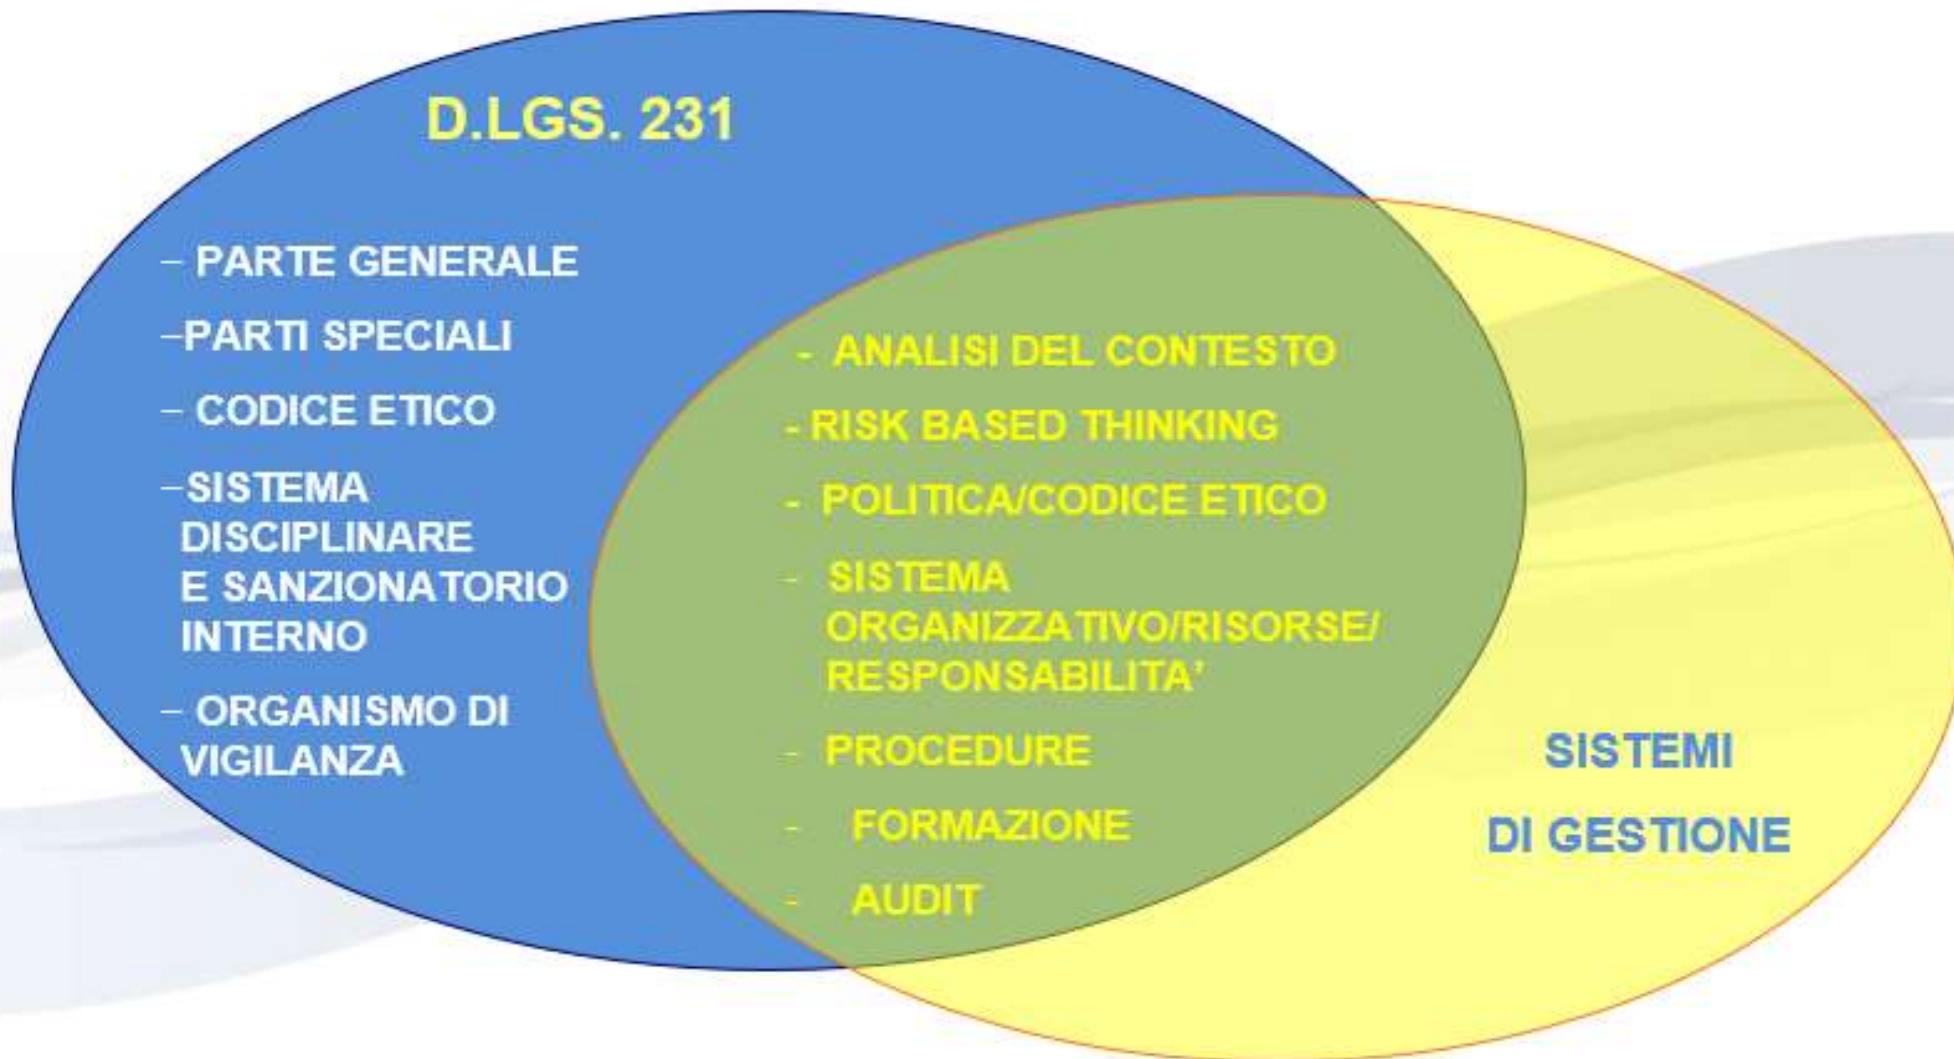 D.LGS. 231
– PARTE GENERALE
–PARTI SPECIALI
– CODICE ETICO
–SISTEMA
DISCIPLINARE
E SANZIONATORIO
INTERNO
– ORGANISMO DI
VIGILANZA
- ANALISI DEL CONTESTO
- RISK BASED THINKING
- POLITICA/CODICE ETICO
- SISTEMA
ORGANIZZATIVO/RISORSE/
RESPONSABILITA’
- PROCEDURE
- FORMAZIONE
- AUDIT
SISTEMI
DI GESTIONE